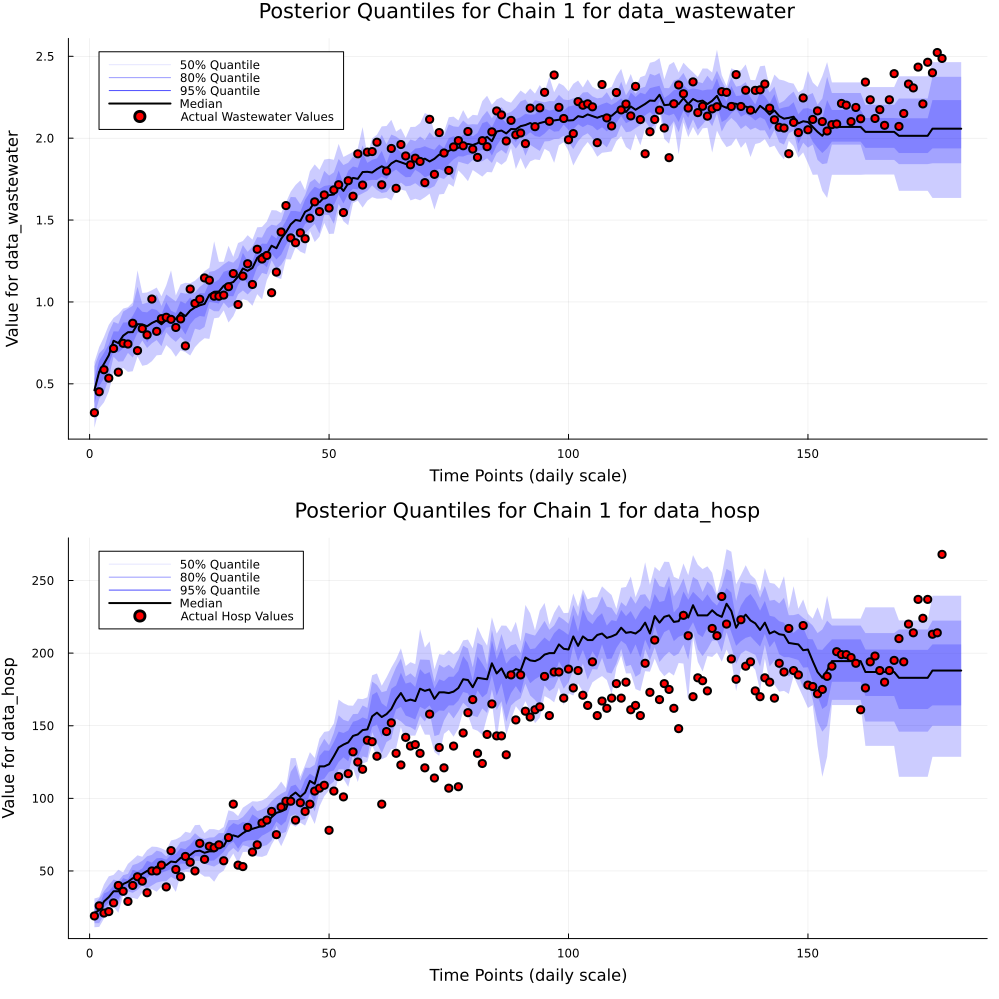 Posterior Quantiles for Chain 1 for data_wastewater
2.5
2.0
1.5
1.0
0.5
Value for data_wastewater
50% Quantile
80% Quantile
95% Quantile
Median
Actual Wastewater Values
0
50
100
150
Time Points (daily scale)
Posterior Quantiles for Chain 1 for data_hosp
250
200
150
100
50
Value for data_hosp
50% Quantile
80% Quantile
95% Quantile
Median
Actual Hosp Values
0
50
100
150
Time Points (daily scale)